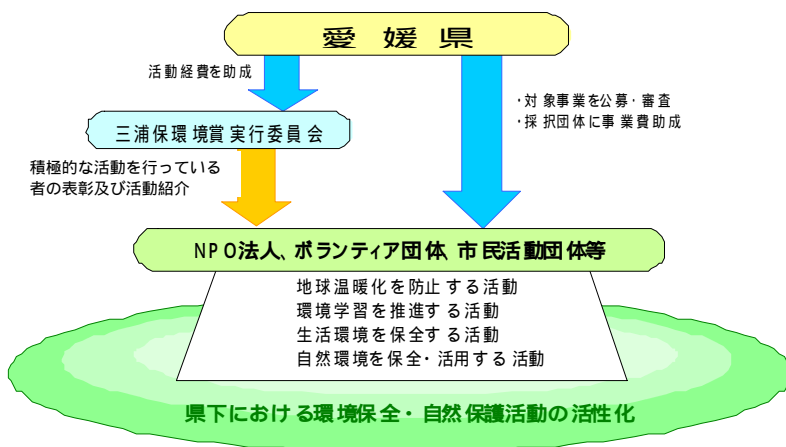 愛媛県
活動経費を助成
・対象事業を公募・審査
・採択団体に事業費助成
三浦保環境賞実行委員会
積極的な活動を行っている
者の表彰及び活動紹介
NPO法人、ボランティア団体、市民活動団体等
地球温暖化を防止する活動
環境学習を推進する活動
生活環境を保全する活動
自然環境を保全・活用する活動
県下における環境保全・自然保護活動の活性化